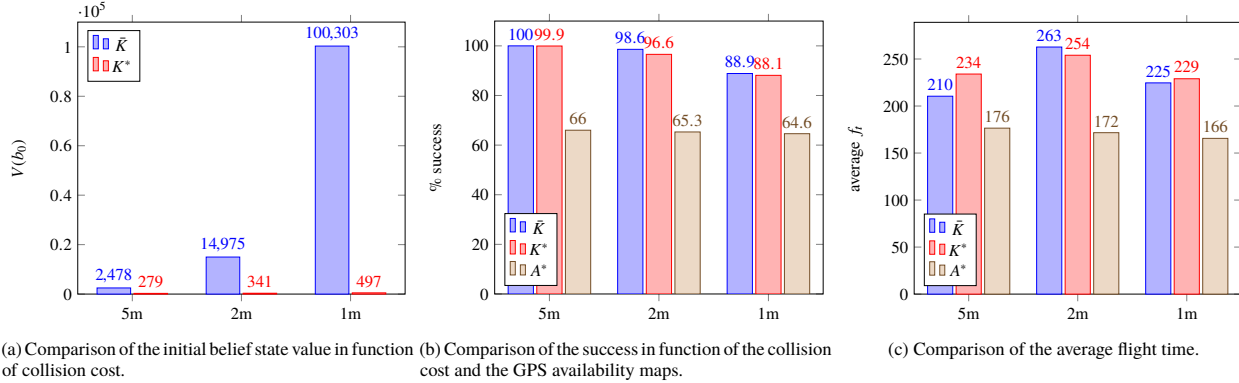 ·10⁵
1
0.8
0.6
0.4
0.2
0
V(b₀)
K̄
K*
2,478
279
14,975
341
100,303
497
5m
2m
1m
(a) Comparison of the initial belief state value in function
of collision cost.
100
80
60
40
20
0
% success
100
99.9
66
98.6
96.6
65.3
88.9
88.1
64.6
K̄
K*
A*
5m
2m
1m
(b) Comparison of the success in function of the collision
cost and the GPS availability maps.
250
200
150
100
50
0
average fₜ
210
234
176
263
254
172
225
229
166
K̄
K*
A*
5m
2m
1m
(c) Comparison of the average flight time.